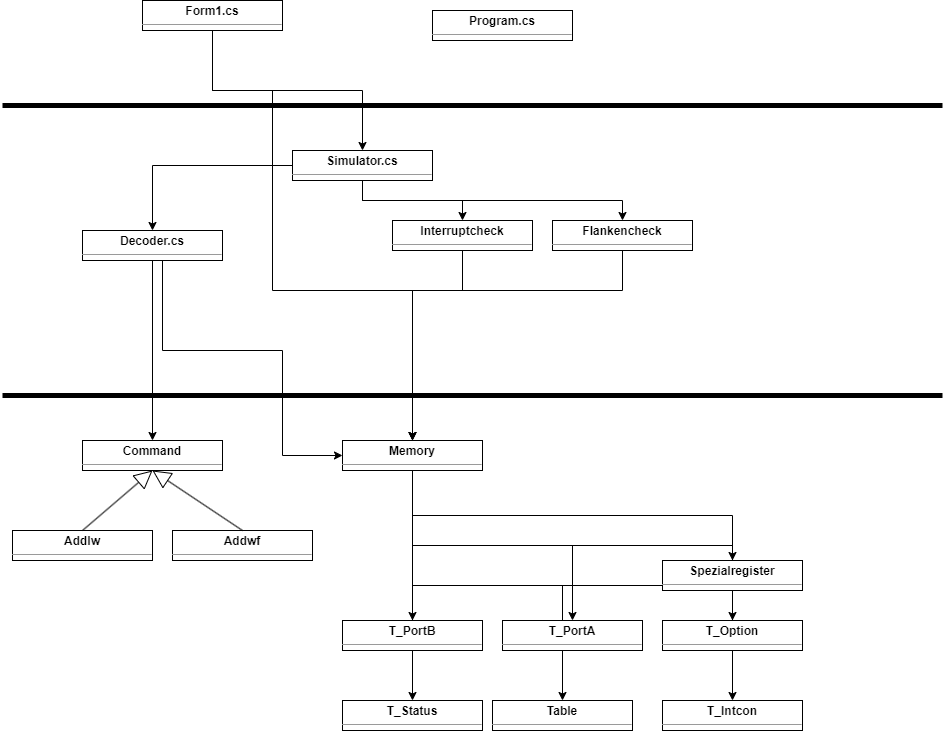 Form1.cs
Program.cs
Simulator.cs
Interruptcheck
Flankencheck
Decoder.cs
Command
Memory
Addlw
Addwf
Spezialregister
T_PortB
T_PortA
T_Option
T_Status
Table
T_Intcon